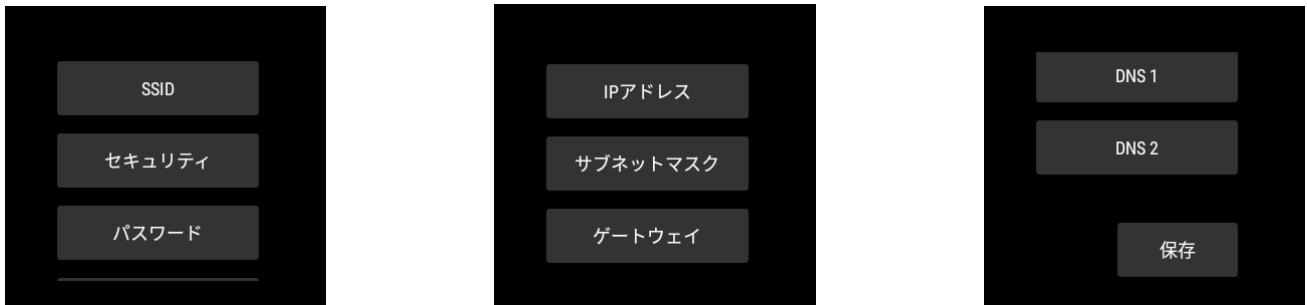 SSID
セキュリティ
パスワード
IPアドレス
サブネットマスク
ゲートウェイ
DNS 1
DNS 2
保存